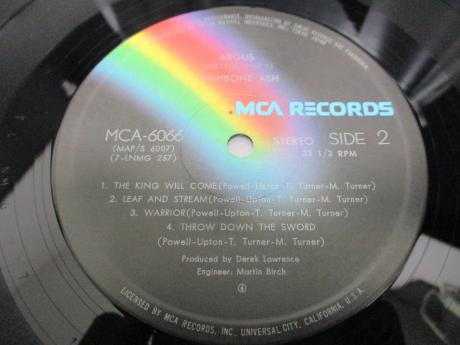 ARGUS
WISHBONE ASH
MCA RECORDS
MCA-6066
(MAP/S 6007)
(7-LNMG 257)
STEREO SIDE 2
33 1/3 RPM
1. THE KING WILL COME(Powell-Upton-T. Turner-M. Turner)
2. LEAF AND STREAM(Powell-Upton-T. Turner-M. Turner)
3. WARRIOR(Powell-Upton-T. Turner-M. Turner)
4. THROW DOWN THE SWORD
(Powell-Upton-T. Turner-M. Turner)
Produced by Derek Lawrence
Engineer: Martin Birch
4
LICENSED BY MCA RECORDS, INC. UNIVERSAL CITY, CALIFORNIA, U.S.A.